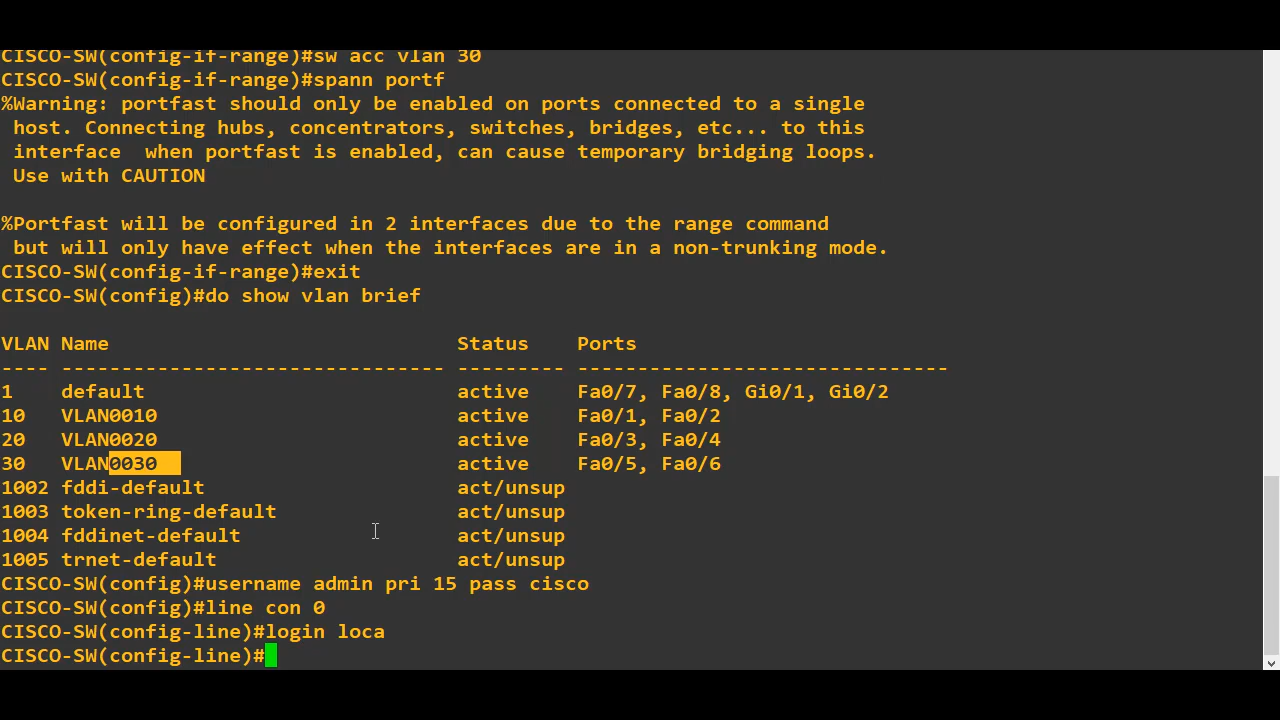 CISCO-SW(config-if-range)#sw acc vlan 30
CISCO-SW(config-if-range)#spann portf
%Warning: portfast should only be enabled on ports connected to a single
 host. Connecting hubs, concentrators, switches, bridges, etc... to this
 interface  when portfast is enabled, can cause temporary bridging loops.
 Use with CAUTION
%Portfast will be configured in 2 interfaces due to the range command
 but will only have effect when the interfaces are in a non-trunking mode.
CISCO-SW(config-if-range)#exit
CISCO-SW(config)#do show vlan brief
VLAN Name                             Status    Ports
---- -------------------------------- --------- -------------------------------
1    default                          active    Fa0/7, Fa0/8, Gi0/1, Gi0/2
10   VLAN0010                         active    Fa0/1, Fa0/2
20   VLAN0020                         active    Fa0/3, Fa0/4
30   VLAN0030                         active    Fa0/5, Fa0/6
1002 fddi-default                     act/unsup
1003 token-ring-default               act/unsup
1004 fddinet-default                  act/unsup
1005 trnet-default                    act/unsup
CISCO-SW(config)#username admin pri 15 pass cisco
CISCO-SW(config)#line con 0
CISCO-SW(config-line)#login loca
CISCO-SW(config-line)#